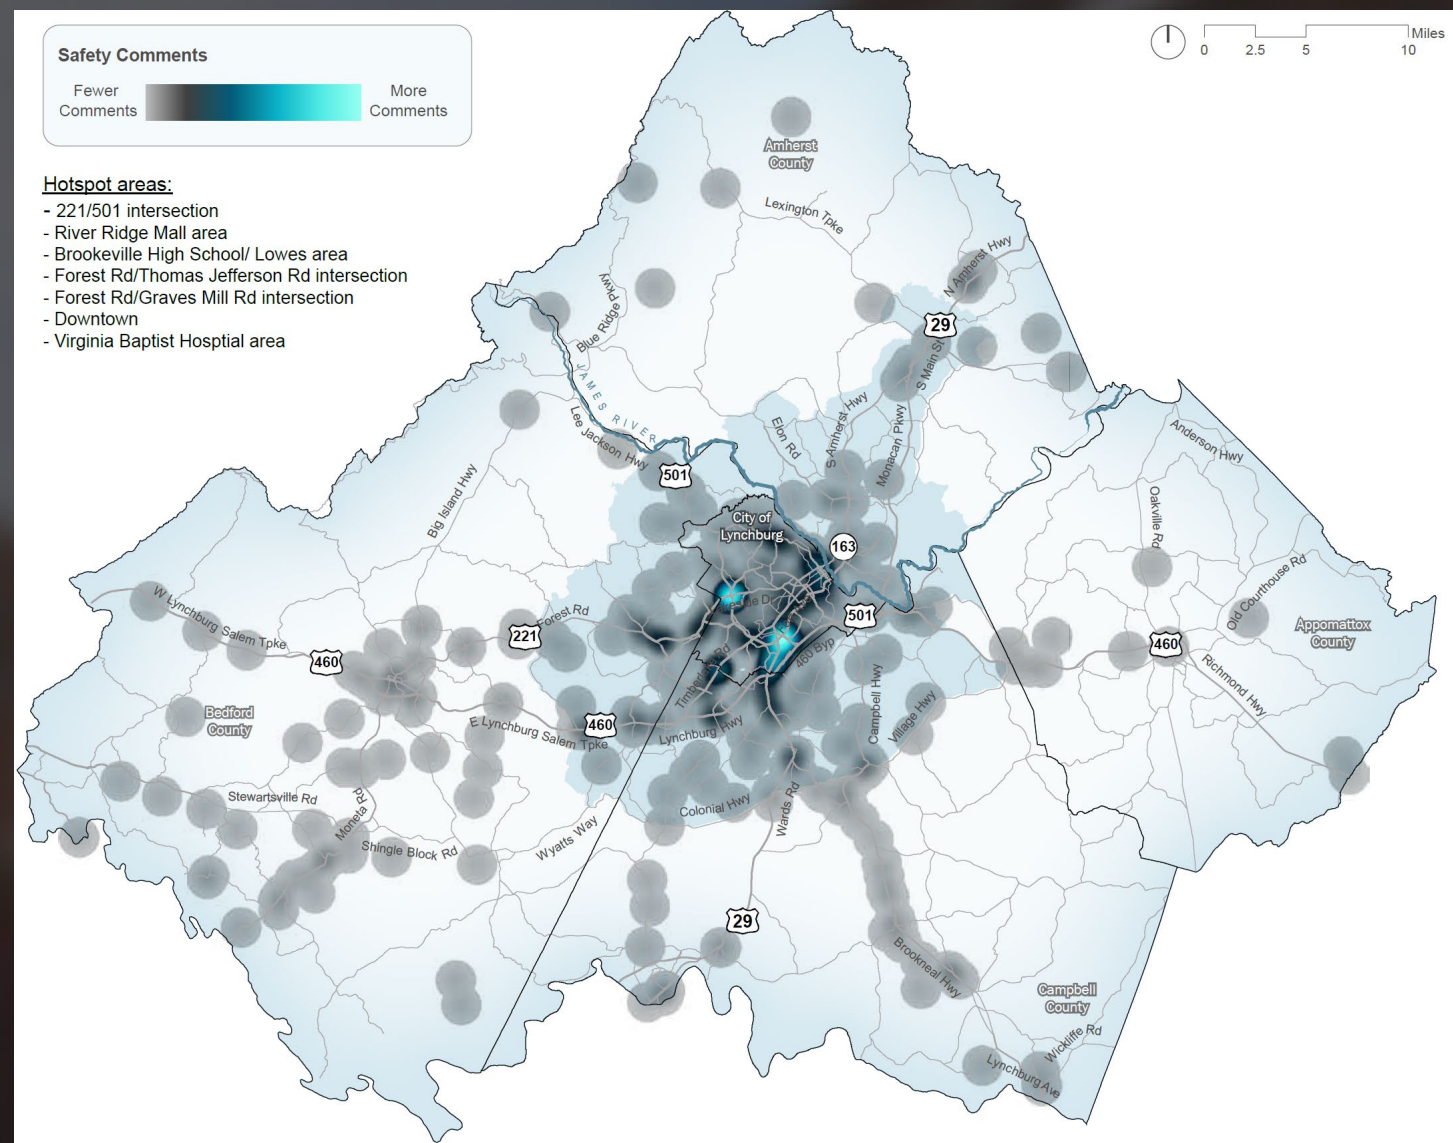 Safety Comments
Fewer
Comments
More
Comments
Miles
0
2.5
5
10
Hotspot areas:
- 221/501 intersection
- River Ridge Mall area
- Brookeville High School/ Lowes area
- Forest Rd/Thomas Jefferson Rd intersection
- Forest Rd/Graves Mill Rd intersection
- Downtown
- Virginia Baptist Hosptial area
Amherst
County
Lexington Tpke
N Amherst Hwy
Blue Ridge Pkwy
29
S Main St
JAMES RIVER
Lee Jackson Hwy
Elon Rd
S Amherst Hwy
Monacan Pkwy
Anderson Hwy
501
Big Island Hwy
Oakville Rd
City of
Lynchburg
163
Old Courthouse Rd
W Lynchburg Salem Tpke
Forest Rd
221
501
Appomattox
County
460
460
460 Byp
Timberlake Rd
Richmond Hwy
Campbell Hwy
Village Hwy
Bedford
County
E Lynchburg Salem Tpke
460
Lynchburg Hwy
Stewartsville Rd
Moneta Rd
Colonial Hwy
Wards Rd
Shingle Block Rd
Wyatts Way
29
Brookneal Hwy
Campbell
County
Wickliffe Rd
Lynchburg Ave